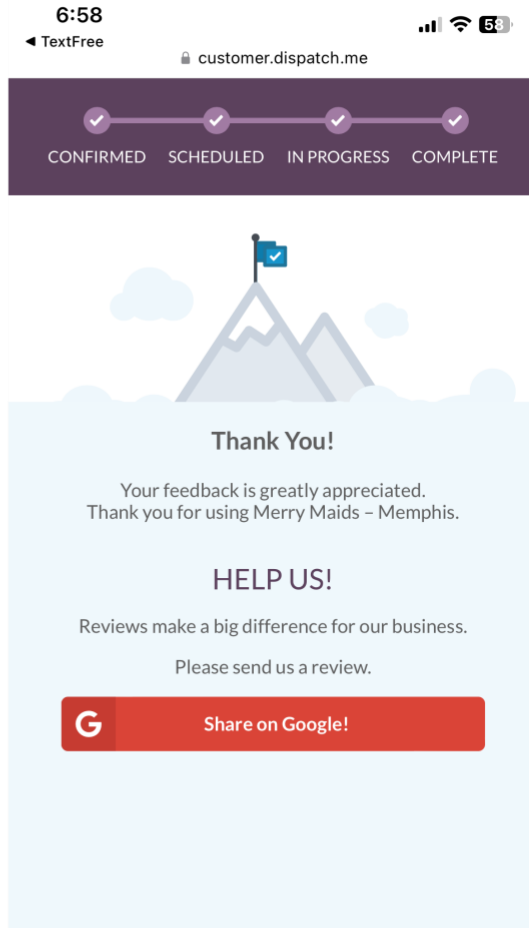 6:58
58
◀ TextFree
customer.dispatch.me
CONFIRMED SCHEDULED IN PROGRESS COMPLETE
Thank You!
Your feedback is greatly appreciated.
Thank you for using Merry Maids – Memphis.
HELP US!
Reviews make a big difference for our business.
Please send us a review.
G Share on Google!